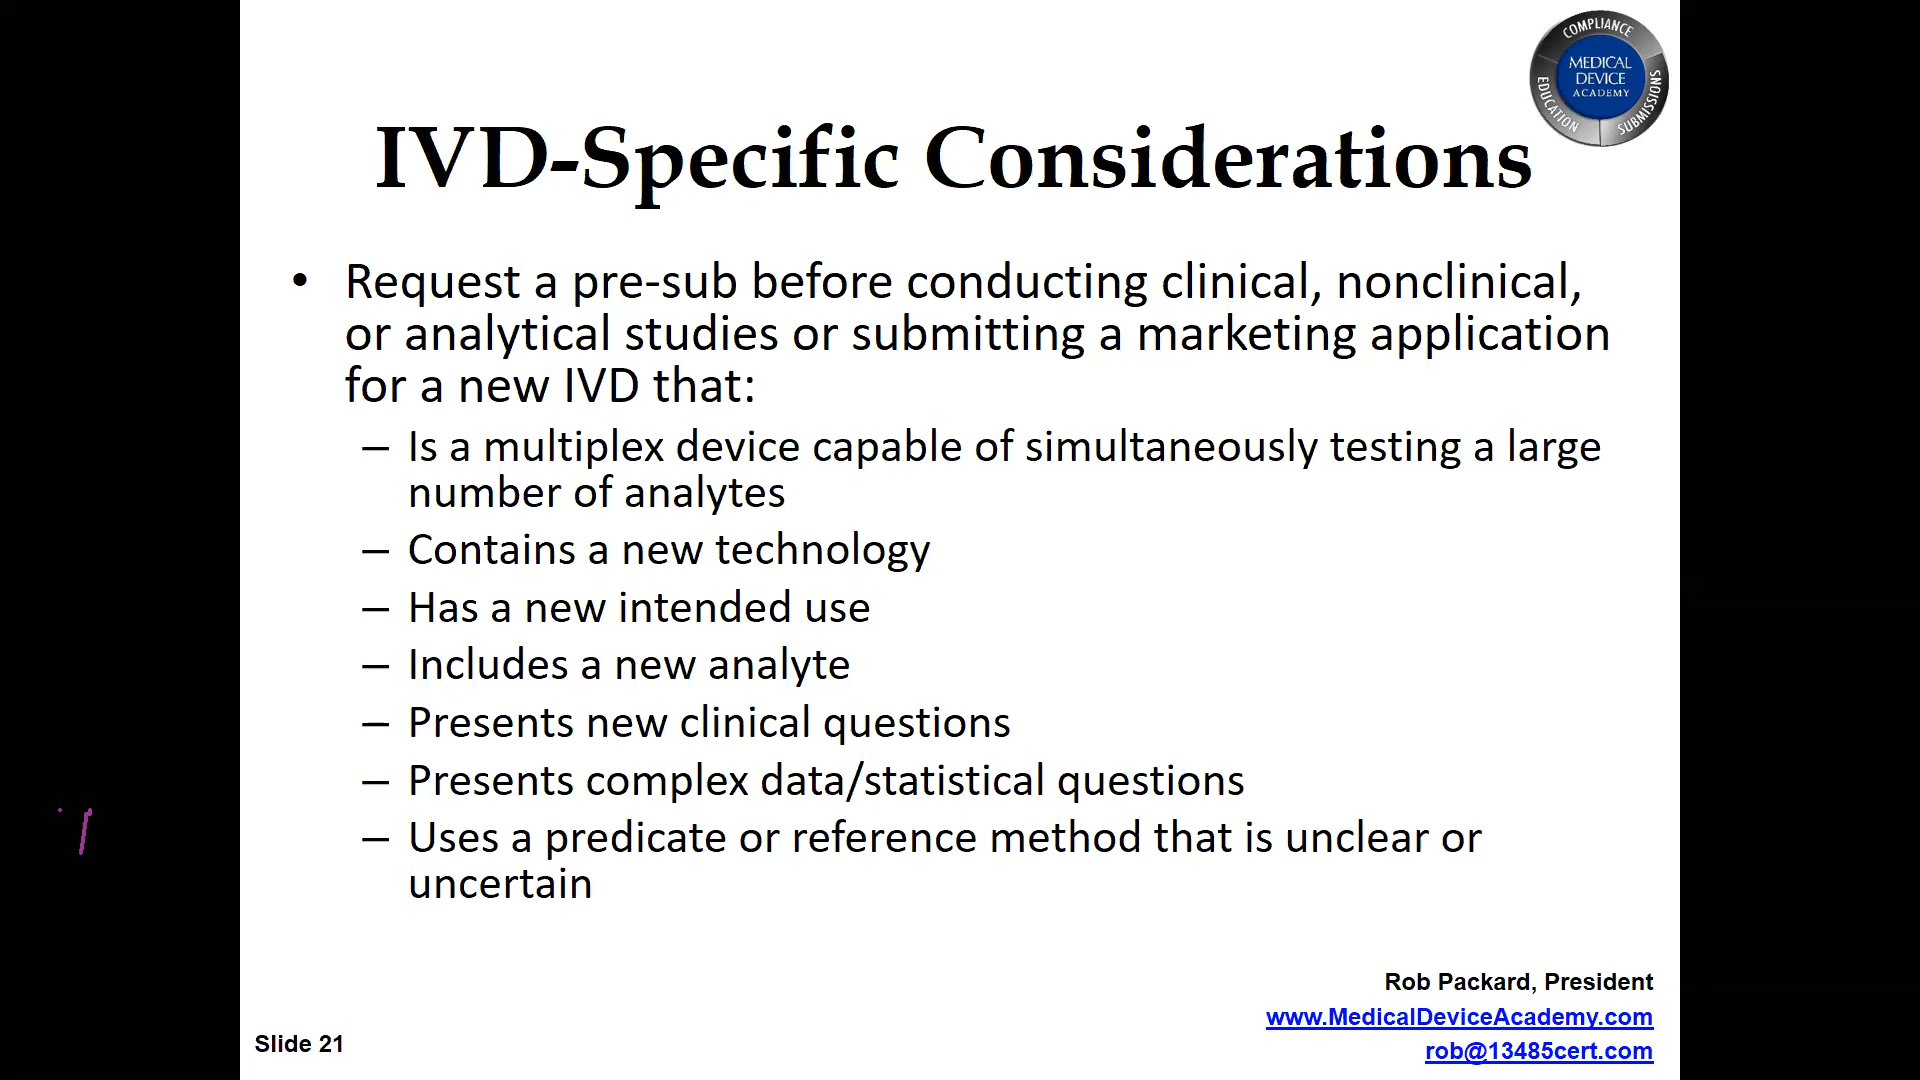 COMPLIANCE
MEDICAL
DEVICE
ACADEMY
EDUCATION
SUBMISSIONS
IVD-Specific Considerations
• Request a pre-sub before conducting clinical, nonclinical,
or analytical studies or submitting a marketing application
for a new IVD that:
– Is a multiplex device capable of simultaneously testing a large
number of analytes
– Contains a new technology
– Has a new intended use
– Includes a new analyte
– Presents new clinical questions
– Presents complex data/statistical questions
– Uses a predicate or reference method that is unclear or
uncertain
Rob Packard, President
www.MedicalDeviceAcademy.com
rob@13485cert.com
Slide 21